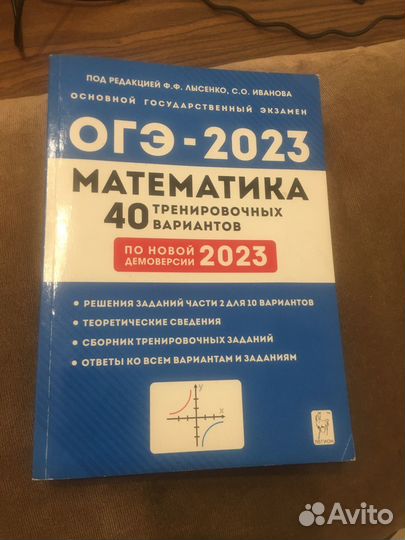 ПОД РЕДАКЦИЕЙ Ф.Ф. ЛЫСЕНКО, С.О. ИВАНОВА
ОСНОВНОЙ ГОСУДАРСТВЕННЫЙ ЭКЗАМЕН
ОГЭ - 2023
МАТЕМАТИКА
40 ТРЕНИРОВОЧНЫХ
ВАРИАНТОВ
ПО НОВОЙ
ДЕМОВЕРСИИ 2023
• РЕШЕНИЯ ЗАДАНИЙ ЧАСТИ 2 ДЛЯ 10 ВАРИАНТОВ
• ТЕОРЕТИЧЕСКИЕ СВЕДЕНИЯ
• СБОРНИК ТРЕНИРОВОЧНЫХ ЗАДАНИЙ
• ОТВЕТЫ КО ВСЕМ ВАРИАНТАМ И ЗАДАНИЯМ
y
x
ЛЕГИОН
Avito